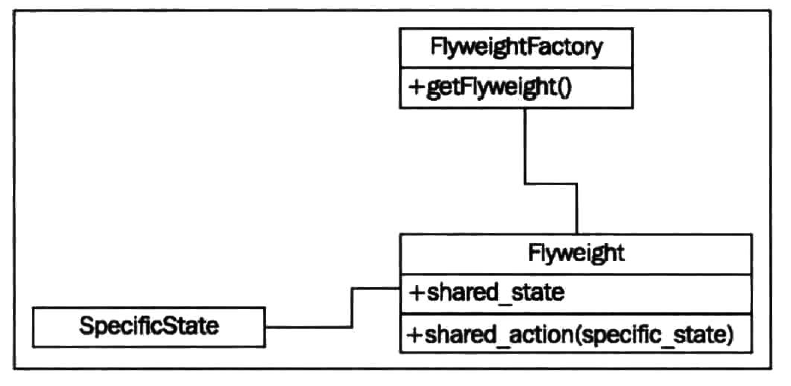 FlyweightFactory
+getFlyweight()
Flyweight
+shared_state
SpecificState
+shared_action(specific_state)